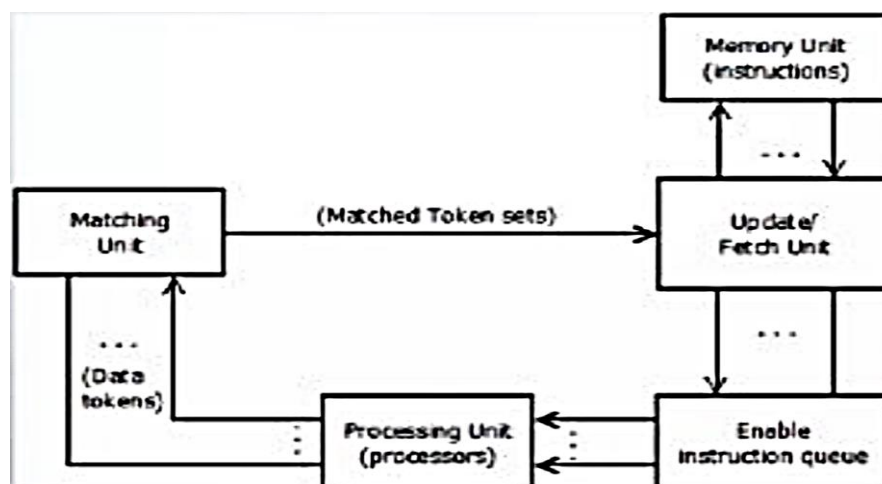 Memory Unit
(instructions)
Matching
Unit
(Matched Token sets)
Update/
Fetch Unit
...
...
...
(Data
tokens)
Processing Unit
(processors)
...
...
Enable
instruction queue